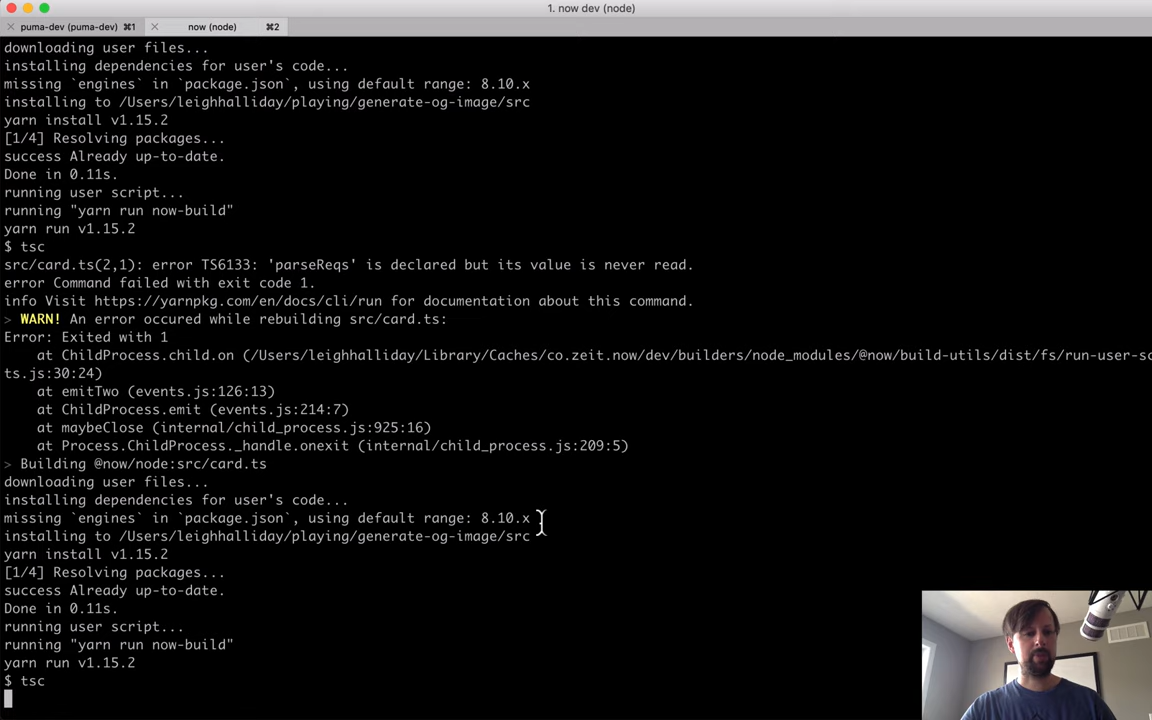 1. now dev (node)
puma-dev (puma-dev) ⌘1 now (node) ⌘2
downloading user files...
installing dependencies for user's code...
missing `engines` in `package.json`, using default range: 8.10.x
installing to /Users/leighhalliday/playing/generate-og-image/src
yarn install v1.15.2
[1/4] Resolving packages...
success Already up-to-date.
Done in 0.11s.
running user script...
running "yarn run now-build"
yarn run v1.15.2
$ tsc
src/card.ts(2,1): error TS6133: 'parseReqs' is declared but its value is never read.
error Command failed with exit code 1.
info Visit https://yarnpkg.com/en/docs/cli/run for documentation about this command.
> WARN! An error occured while rebuilding src/card.ts:
Error: Exited with 1
at ChildProcess.child.on (/Users/leighhalliday/Library/Caches/co.zeit.now/dev/builders/node_modules/@now/build-utils/dist/fs/run-user-sc
ts.js:30:24)
at emitTwo (events.js:126:13)
at ChildProcess.emit (events.js:214:7)
at maybeClose (internal/child_process.js:925:16)
at Process.ChildProcess._handle.onexit (internal/child_process.js:209:5)
> Building @now/node:src/card.ts
downloading user files...
installing dependencies for user's code...
missing `engines` in `package.json`, using default range: 8.10.x
installing to /Users/leighhalliday/playing/generate-og-image/src
yarn install v1.15.2
[1/4] Resolving packages...
success Already up-to-date.
Done in 0.11s.
running user script...
running "yarn run now-build"
yarn run v1.15.2
$ tsc